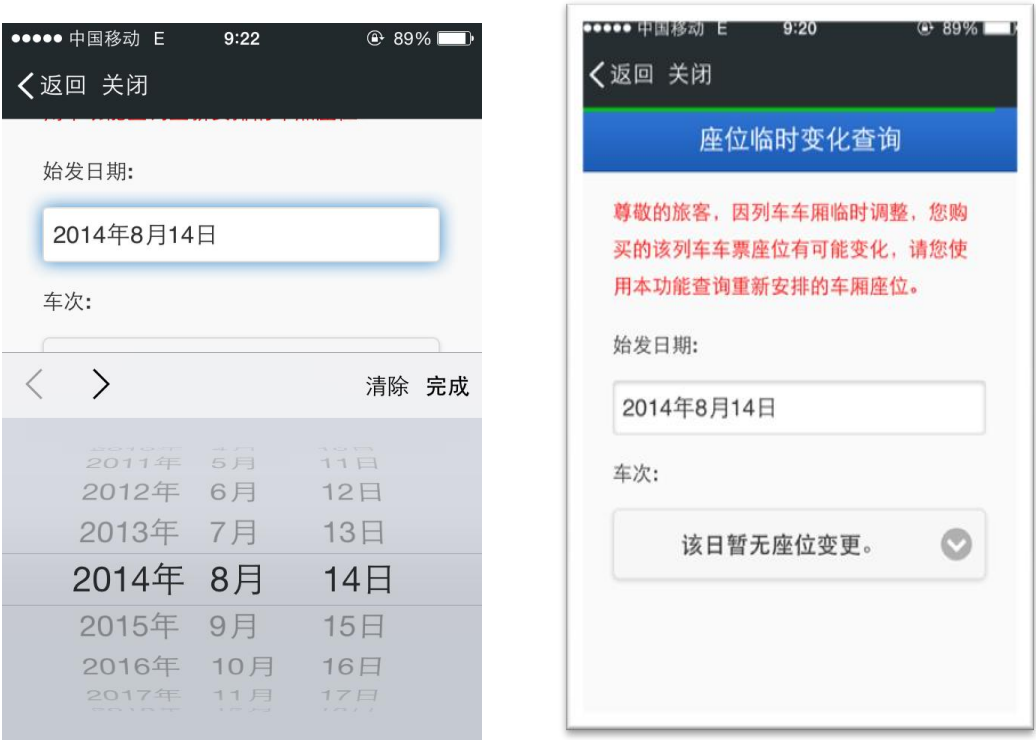 中国移动 E 9:22 89%
返回 关闭
始发日期:
2014年8月14日
车次:
清除 完成
2011年 5月 11日
2012年 6月 12日
2013年 7月 13日
2014年 8月 14日
2015年 9月 15日
2016年 10月 16日
2017年 11月 17日
中国移动 E 9:20 89%
返回 关闭
座位临时变化查询
尊敬的旅客，因列车车厢临时调整，您购
买的该列车车票座位有可能变化，请您使
用本功能查询重新安排的车厢座位。
始发日期:
2014年8月14日
车次:
该日暂无座位变更。